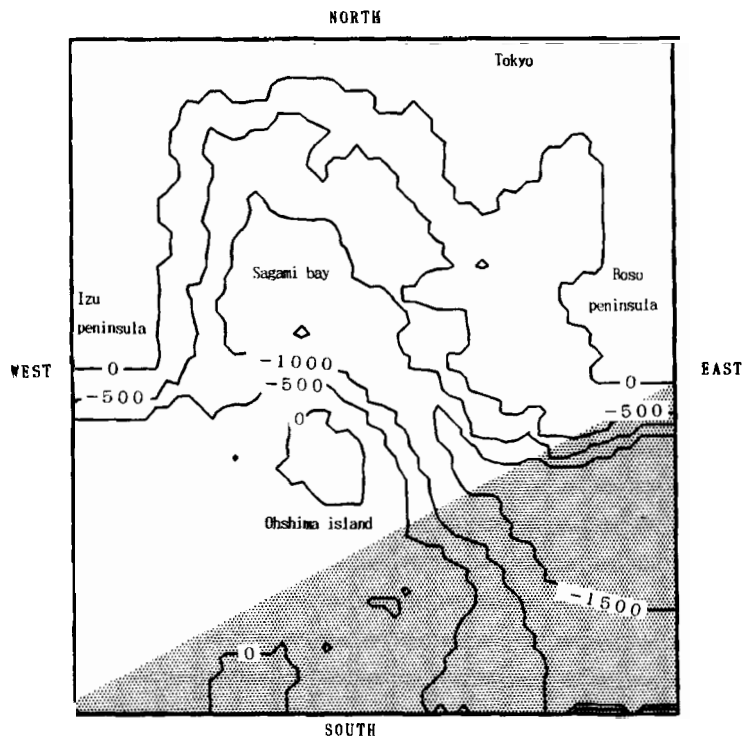 NORTH
Tokyo
Sagami bay
Boso
peninsula
Izu
peninsula
WEST
EAST
0
-500
-1000
-500
0
0
-500
Ohshima island
-1500
0
SOUTH